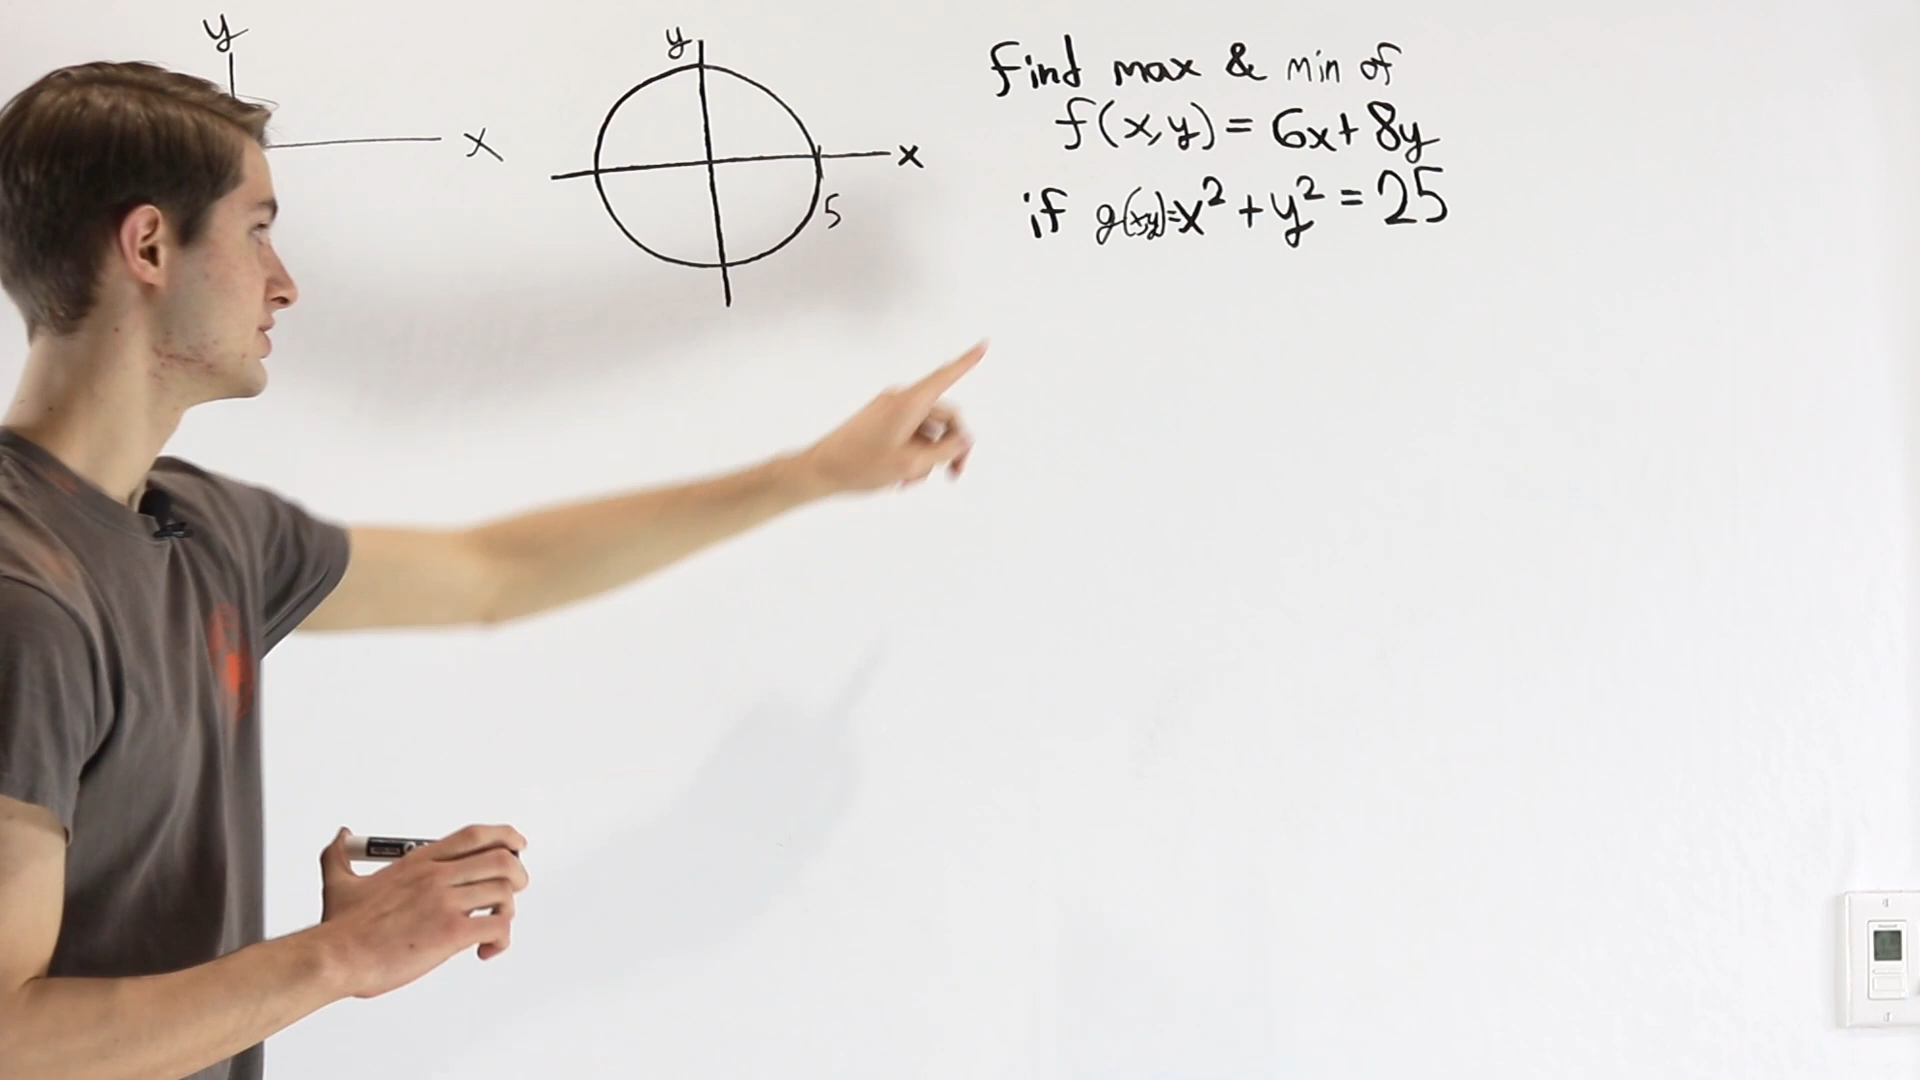 y
x
y
x
5
find max & min of
f(x,y) = 6x + 8y
if g(x,y)=x² + y² = 25